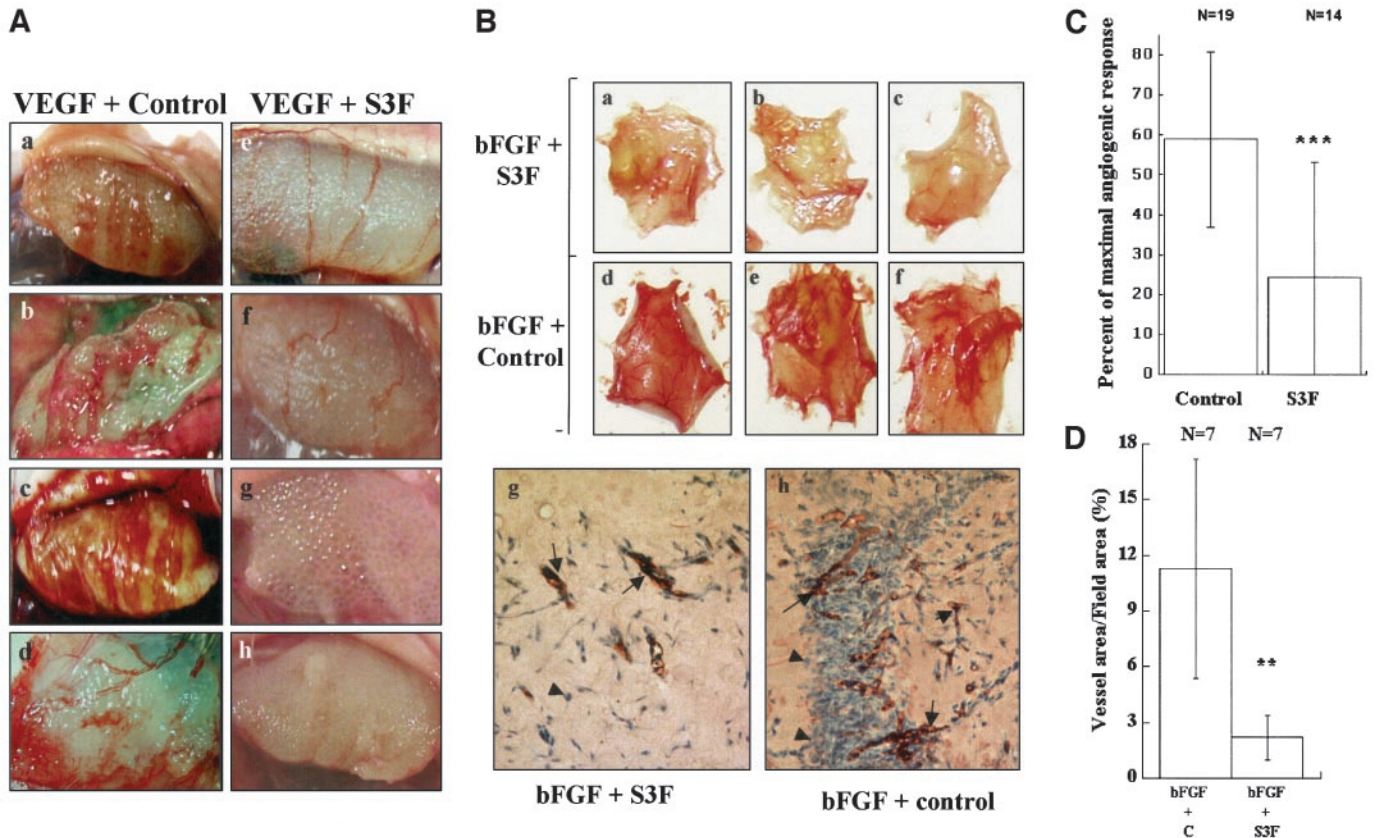 A
VEGF + Control
VEGF + S3F
a
e
b
f
c
g
d
h
B
bFGF +
S3F
a
b
c
bFGF +
Control
d
e
f
g
h
bFGF + S3F
bFGF + control
C
N=19
N=14
Percent of maximal angiogenic response
80
70
60
50
40
30
20
10
0
***
Control
S3F
D
N=7
N=7
Vessel area/Field area (%)
18
15
12
9
6
3
0
**
bFGF
+
C
bFGF
+
S3F